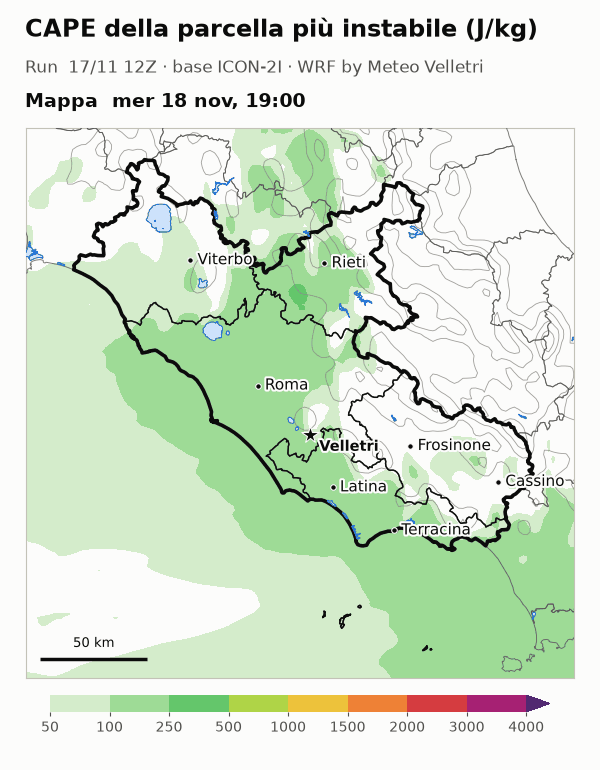 CAPE della parcella più instabile (J/kg)
Run  17/11 12Z · base ICON-2I · WRF by Meteo Velletri
Mappa  mer 18 nov, 19:00
Viterbo
Rieti
Roma
Velletri
Frosinone
Cassino
Latina
Terracina
50 km
50 100 250 500 1000 1500 2000 3000 4000